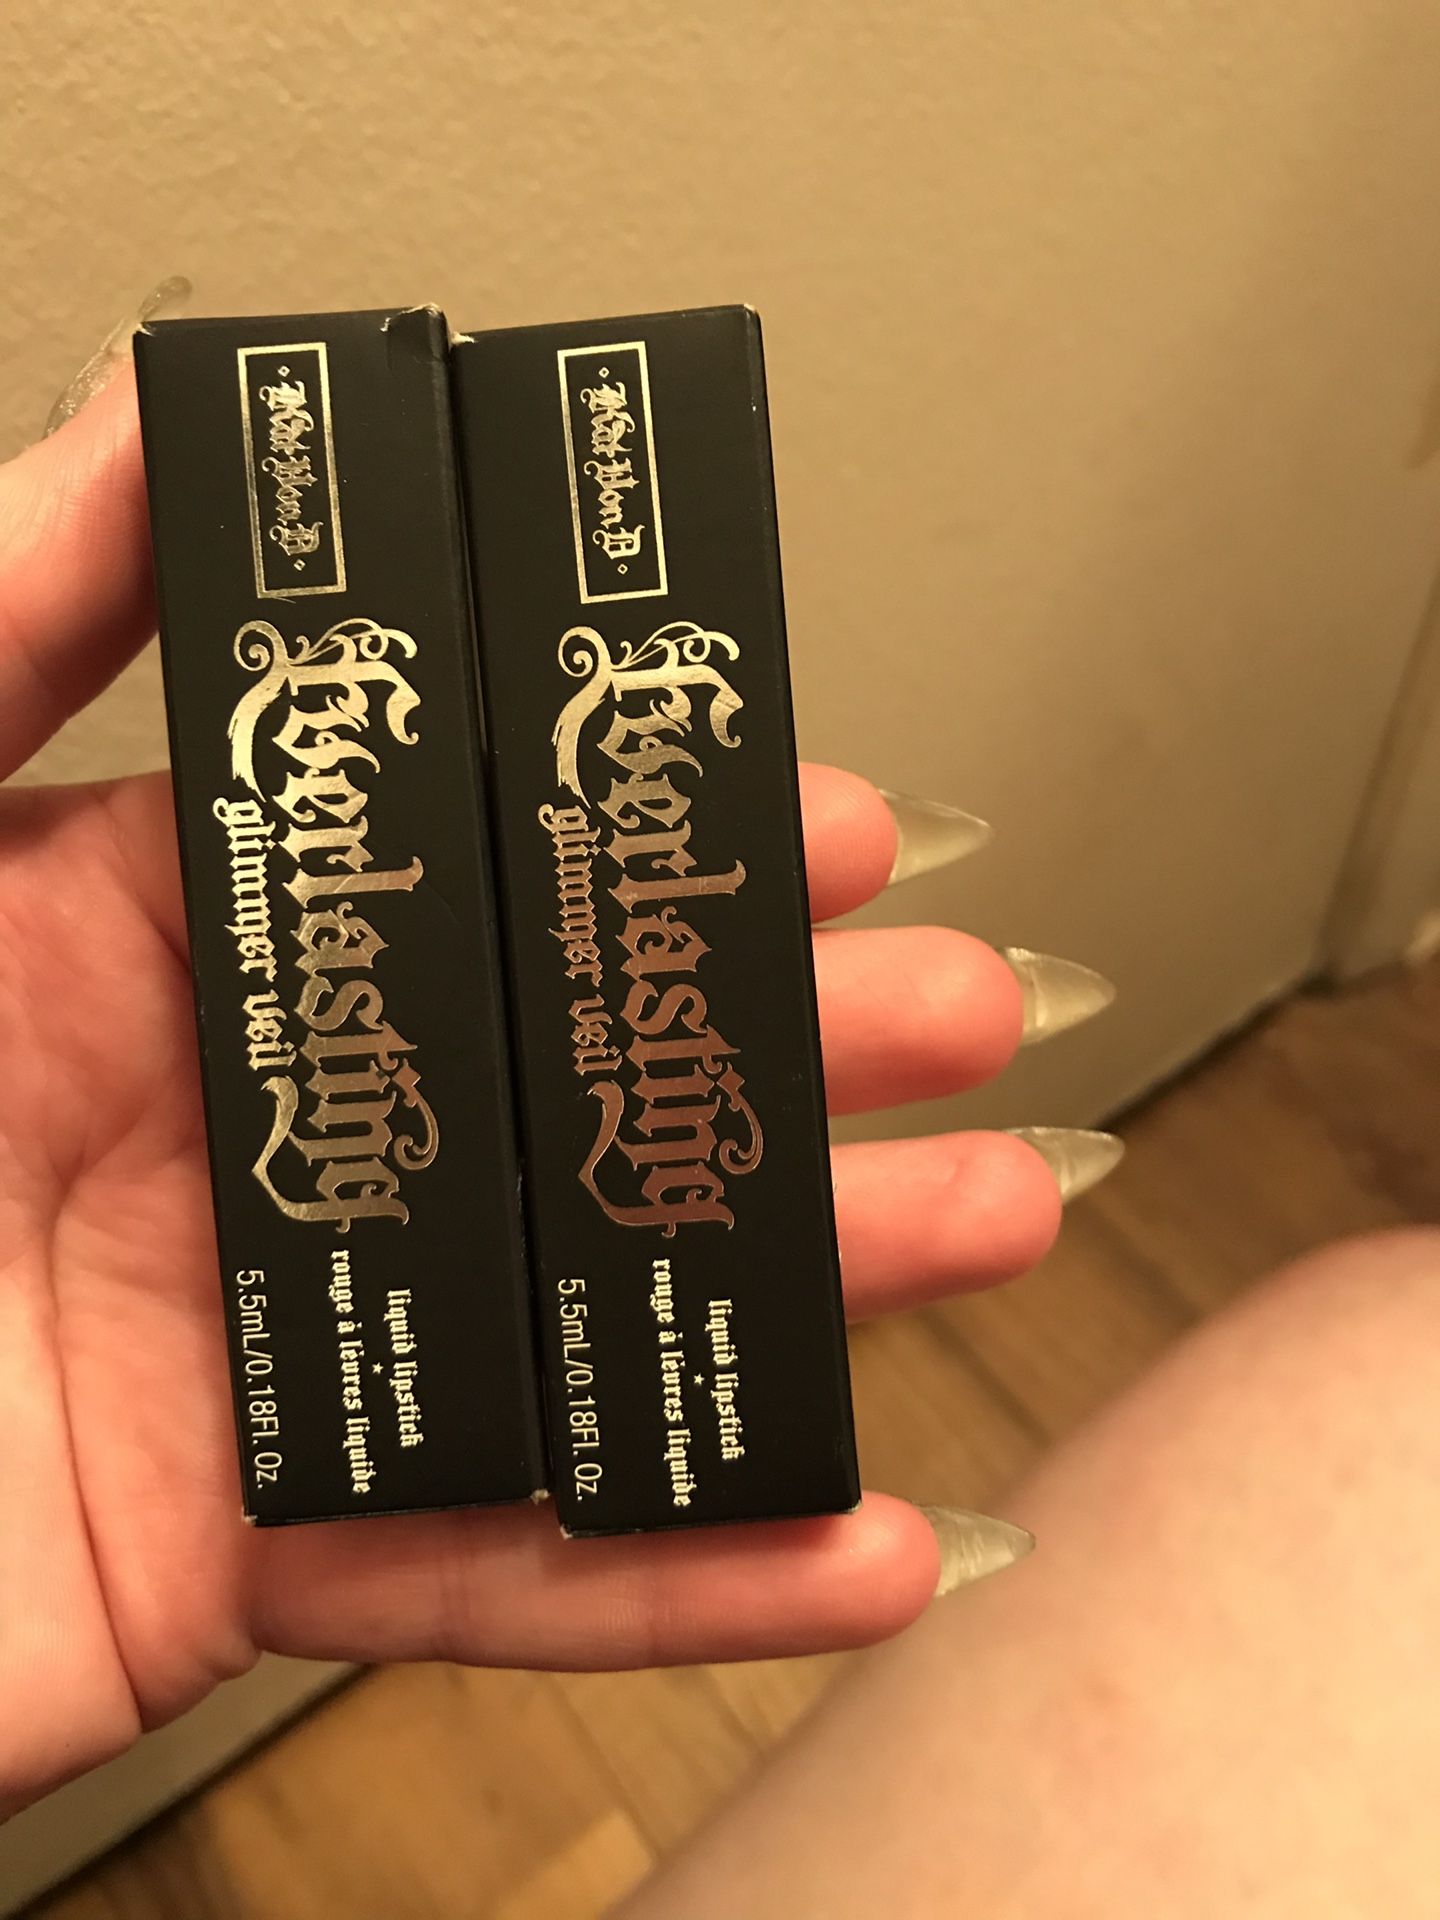 Kat Von D
Everlasting
glimmer veil
liquid lipstick
rouge à lèvres liquide
5.5mL/0.18Fl. Oz.
Kat Von D
Everlasting
glimmer veil
liquid lipstick
rouge à lèvres liquide
5.5mL/0.18Fl. Oz.